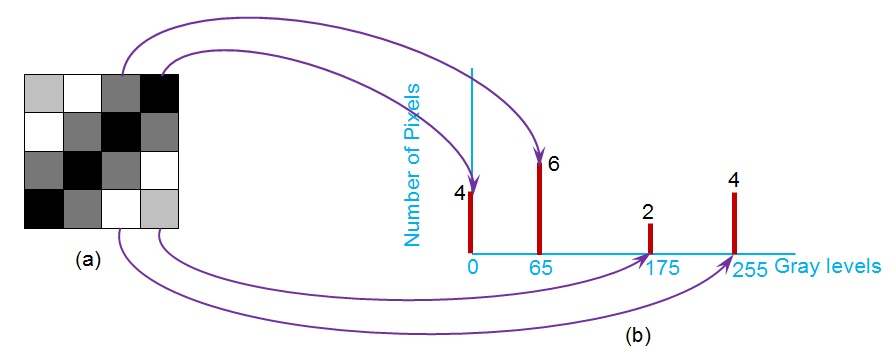 Number of Pixels
4
6
2
4
0
65
175
255
Gray levels
(a)
(b)